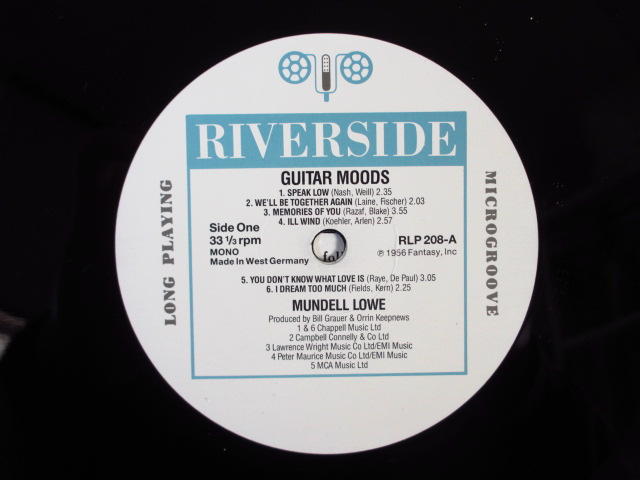 RIVERSIDE
GUITAR MOODS
1. SPEAK LOW (Nash, Weill) 2.35
2. WE'LL BE TOGETHER AGAIN (Laine, Fischer) 2.03
3. MEMORIES OF YOU (Razaf, Blake) 3.55
4. ILL WIND (Koehler, Arlen) 2.57
Side One
33 1/3 rpm
MONO
Made In West Germany
RLP 208-A
℗ 1956 Fantasy, Inc
5. YOU DON'T KNOW WHAT LOVE IS (Raye, De Paul) 3.05
6. I DREAM TOO MUCH (Fields, Kern) 2.25
MUNDELL LOWE
Produced by Bill Grauer & Orrin Keepnews
1 & 6 Chappell Music Ltd
2 Campbell Connelly & Co Ltd
3 Lawrence Wright Music Co Ltd/EMI Music
4 Peter Maurice Music Co Ltd/EMI Music
5 MCA Music Ltd
LONG PLAYING
MICROGROOVE